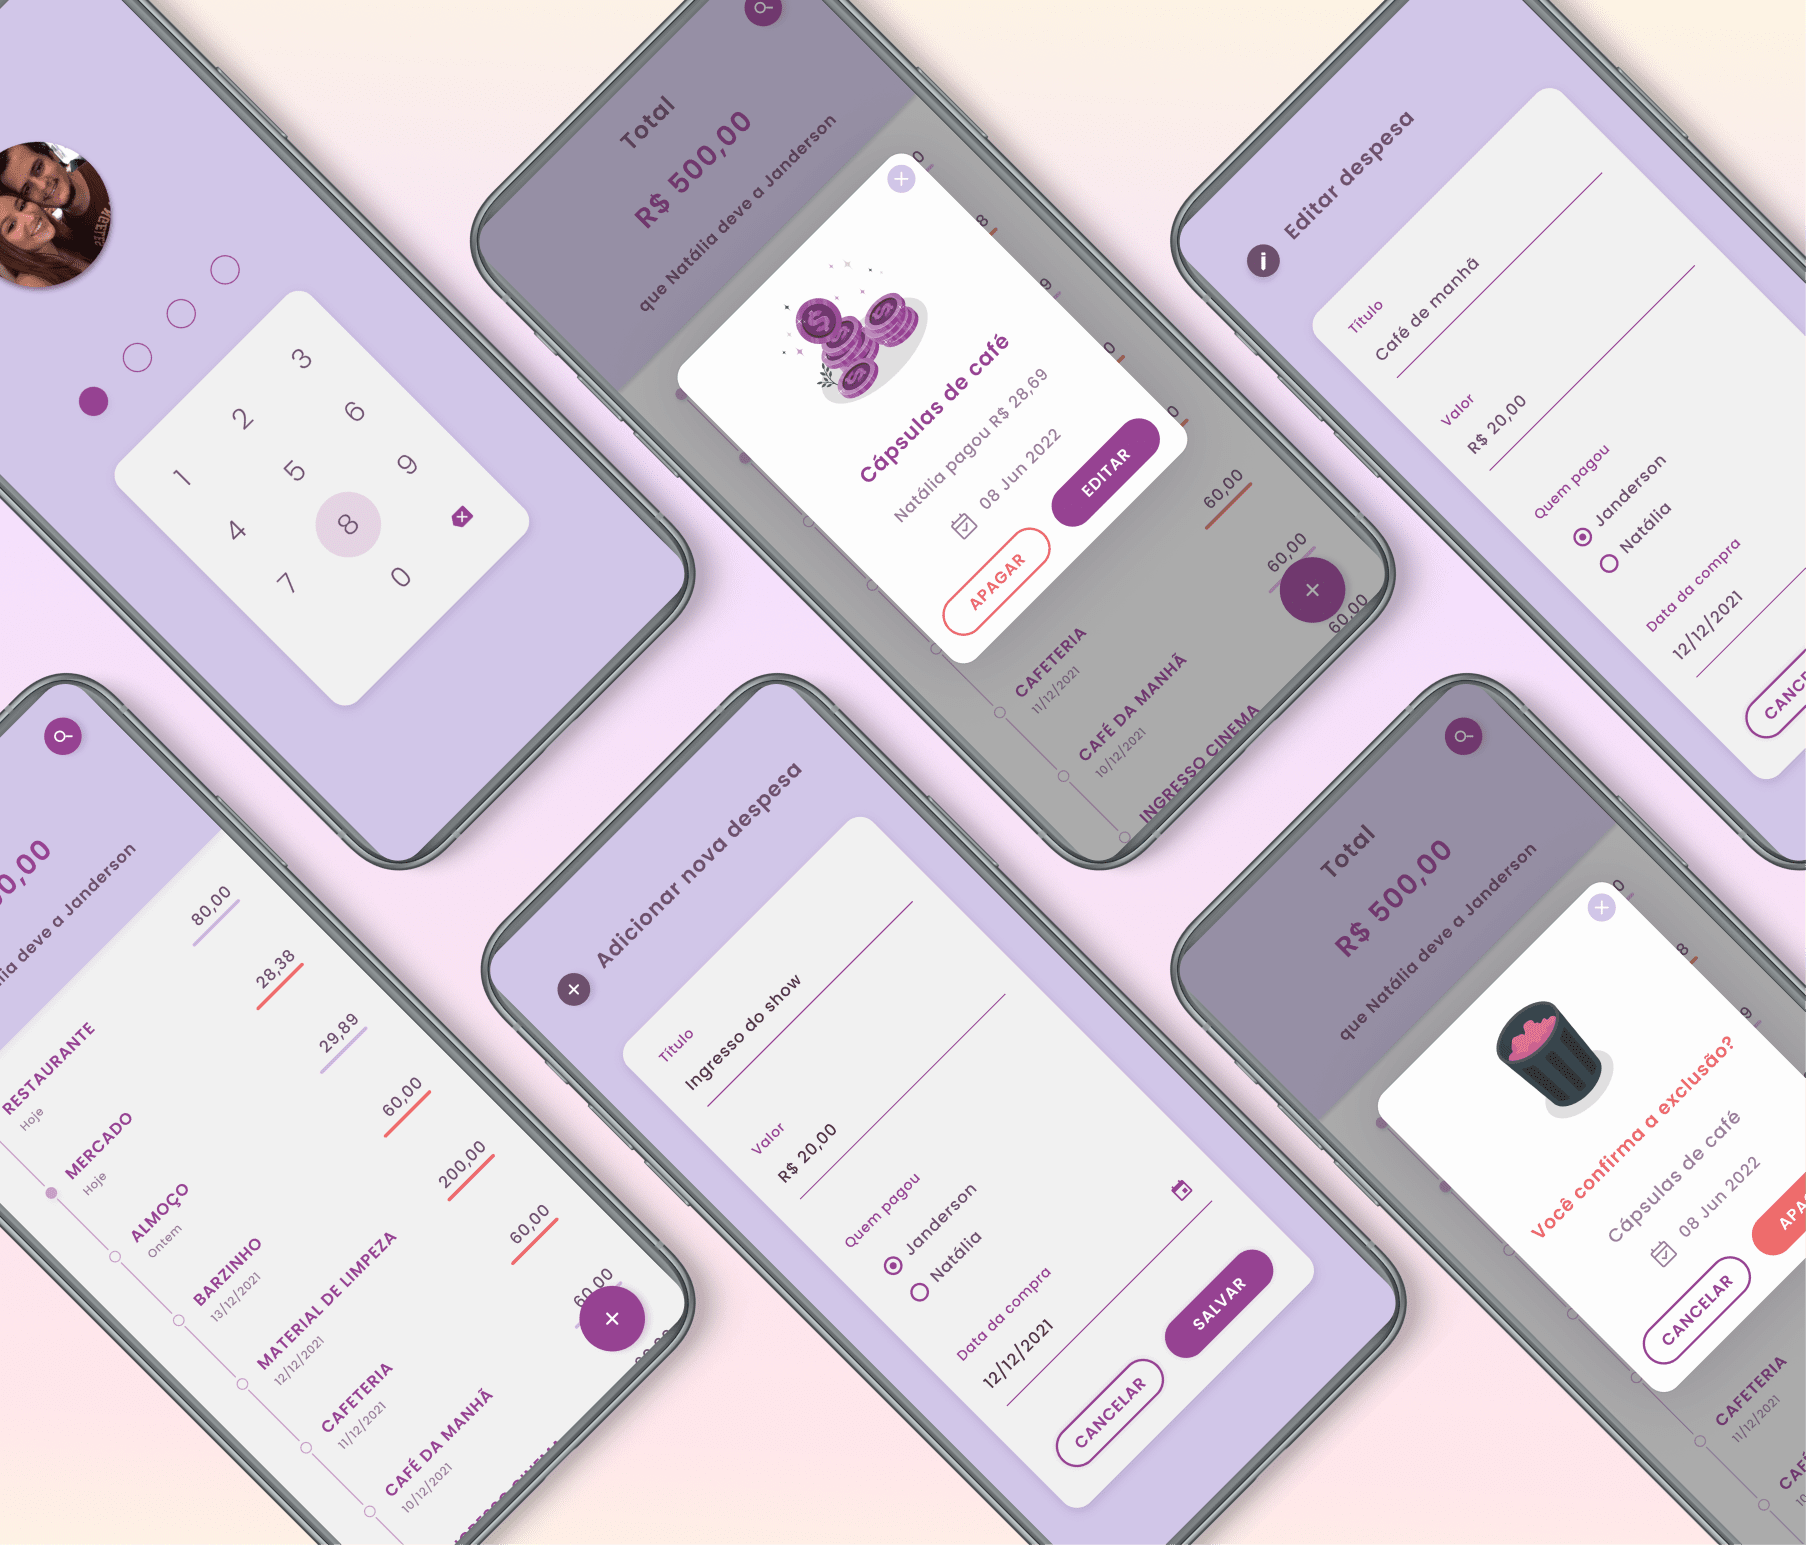 1
2
3
4
5
6
7
8
9
0
Total
R$ 500,00
que Natália deve a Janderson
Cápsulas de café
Natália pagou R$ 28,69
08 Jun 2022
APAGAR
EDITAR
60,00
60,00
60,00
CAFETERIA
11/12/2021
CAFÉ DA MANHÃ
10/12/2021
INGRESSO CINEMA
Editar despesa
Título
Café de manhã
Valor
R$ 20,00
Quem pagou
Janderson
Natália
Data da compra
12/12/2021
deve a Janderson
80,00
28,38
29,89
60,00
200,00
60,00
60,00
RESTAURANTE
Hoje
MERCADO
Hoje
ALMOÇO
Ontem
BARZINHO
13/12/2021
MATERIAL DE LIMPEZA
12/12/2021
CAFETERIA
11/12/2021
CAFÉ DA MANHÃ
10/12/2021
Adicionar nova despesa
Título
Ingresso do show
Valor
R$ 20,00
Quem pagou
Janderson
Natália
Data da compra
12/12/2021
CANCELAR
SALVAR
Total
R$ 500,00
que Natália deve a Janderson
Você confirma a exclusão?
Cápsulas de café
08 Jun 2022
CANCELAR
CAFETERIA
11/12/2021